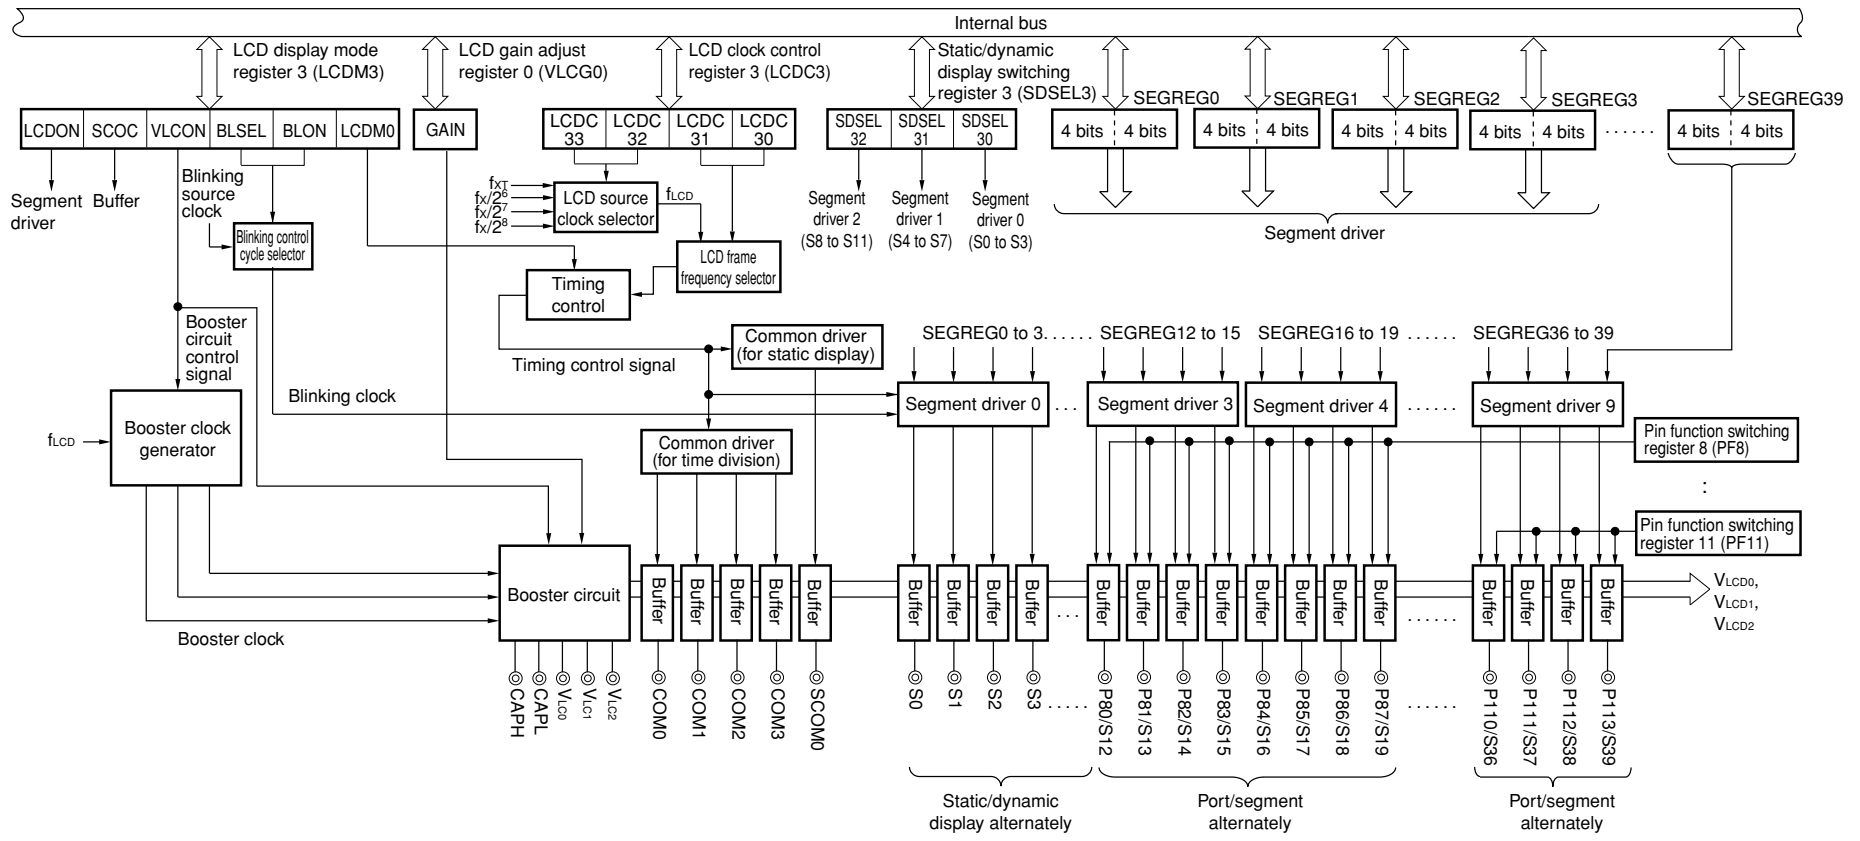 Internal bus
LCD display mode
register 3 (LCDM3)
LCD gain adjust
register 0 (VLCG0)
LCD clock control
register 3 (LCDC3)
Static/dynamic
display switching
register 3 (SDSEL3)
SEGREG0
SEGREG1
SEGREG2
SEGREG3
SEGREG39
LCDON
SCOC
VLCON
BLSEL
BLON
LCDM0
GAIN
LCDC
33
LCDC
32
LCDC
31
LCDC
30
SDSEL
32
SDSEL
31
SDSEL
30
4 bits
4 bits
4 bits
4 bits
4 bits
4 bits
4 bits
4 bits
......
4 bits
4 bits
Segment
driver
Buffer
Blinking
source
clock
Blinking control
cycle selector
fXT
fX/2^6
fX/2^7
fX/2^8
LCD source
clock selector
fLCD
LCD frame
frequency selector
Timing
control
Segment
driver 2
(S8 to S11)
Segment
driver 1
(S4 to S7)
Segment
driver 0
(S0 to S3)
Segment driver
Booster
circuit
control
signal
Timing control signal
Common driver
(for static display)
SEGREG0 to 3
......
SEGREG12 to 15
SEGREG16 to 19
......
SEGREG36 to 39
Blinking clock
Segment driver 0
...
Segment driver 3
Segment driver 4
......
Segment driver 9
fLCD
Booster clock
generator
Common driver
(for time division)
Pin function switching
register 8 (PF8)
:
Pin function switching
register 11 (PF11)
Booster circuit
Buffer
Buffer
Buffer
Buffer
Buffer
Buffer
Buffer
Buffer
Buffer
...
Buffer
Buffer
Buffer
Buffer
Buffer
Buffer
Buffer
Buffer
......
Buffer
Buffer
Buffer
Buffer
VLCD0,
VLCD1,
VLCD2
Booster clock
CAPH
CAPL
VLC0
VLC1
VLC2
COM0
COM1
COM2
COM3
SCOM0
S0
S1
S2
S3
.....
P80/S12
P81/S13
P82/S14
P83/S15
P84/S16
P85/S17
P86/S18
P87/S19
......
P110/S36
P111/S37
P112/S38
P113/S39
Static/dynamic
display alternately
Port/segment
alternately
Port/segment
alternately